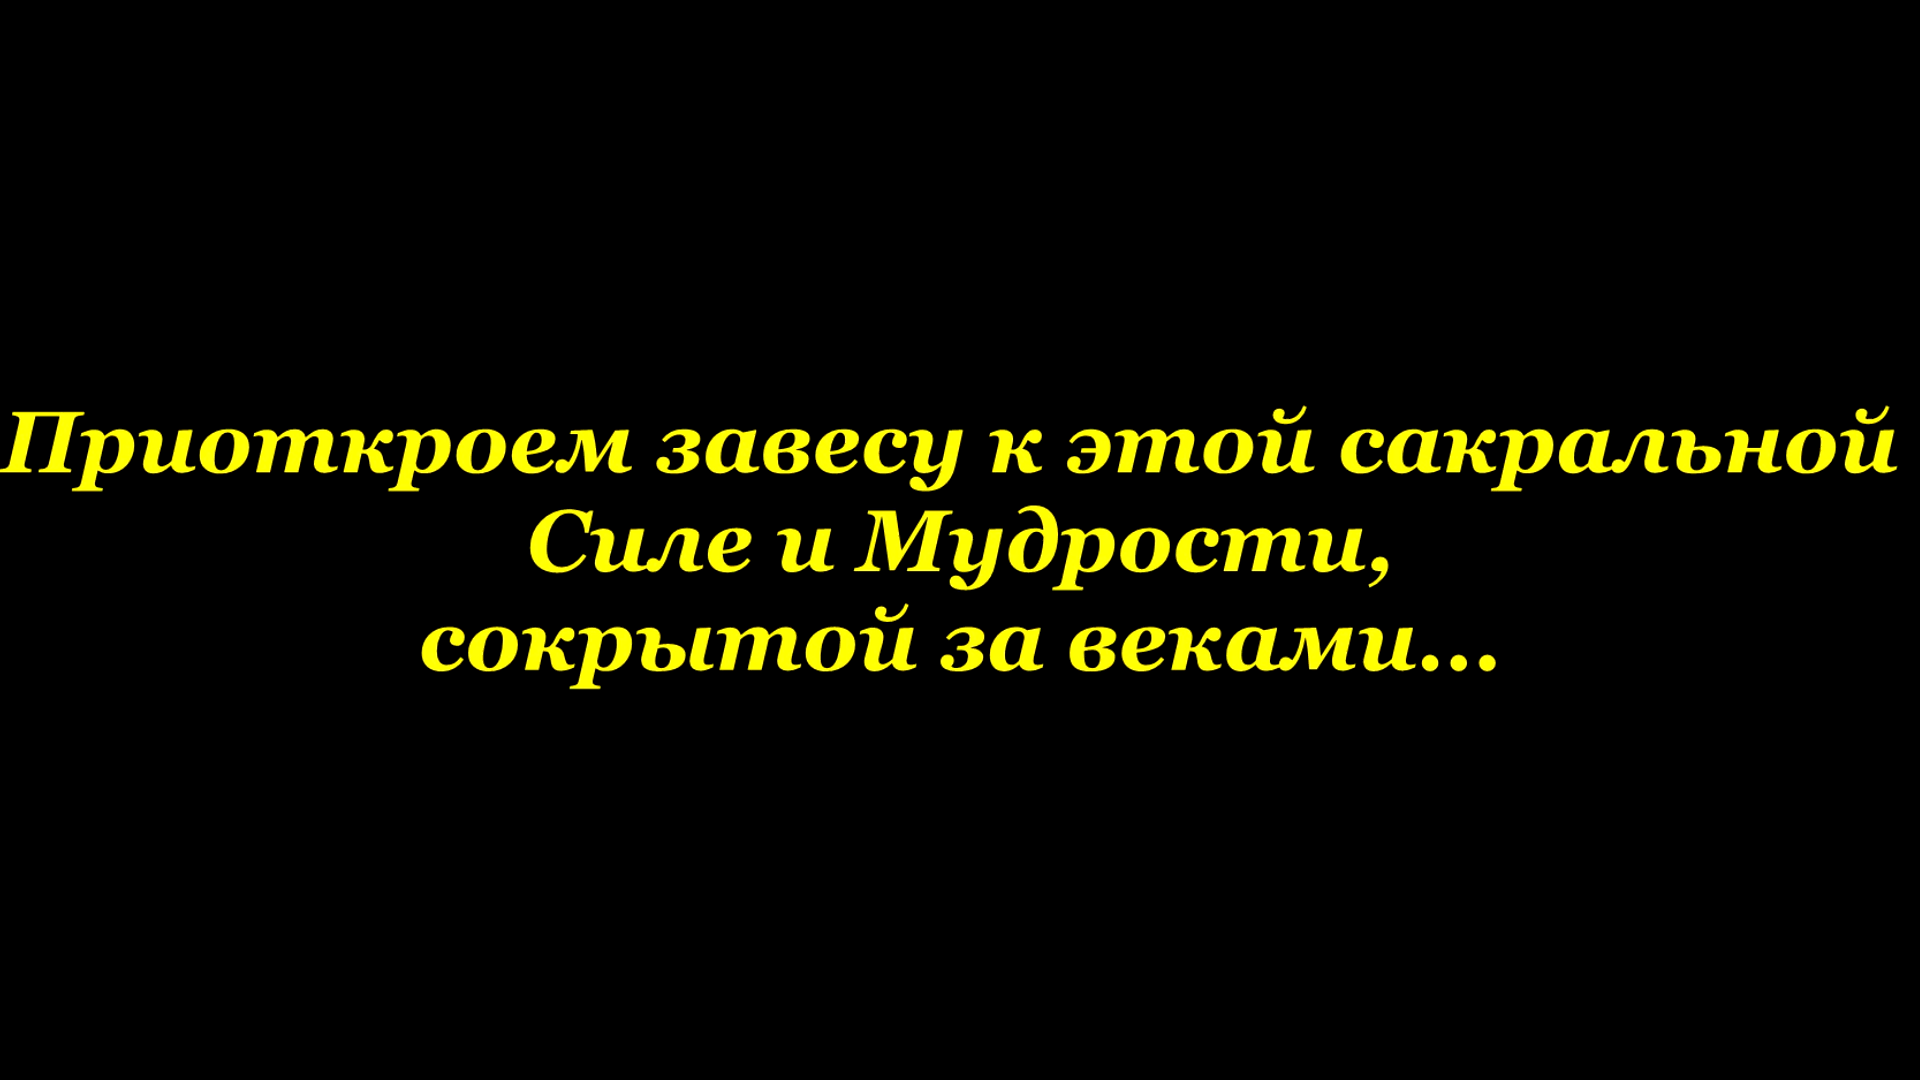 Приоткроем завесу к этой сакральной
Силе и Мудрости,
сокрытой за веками...